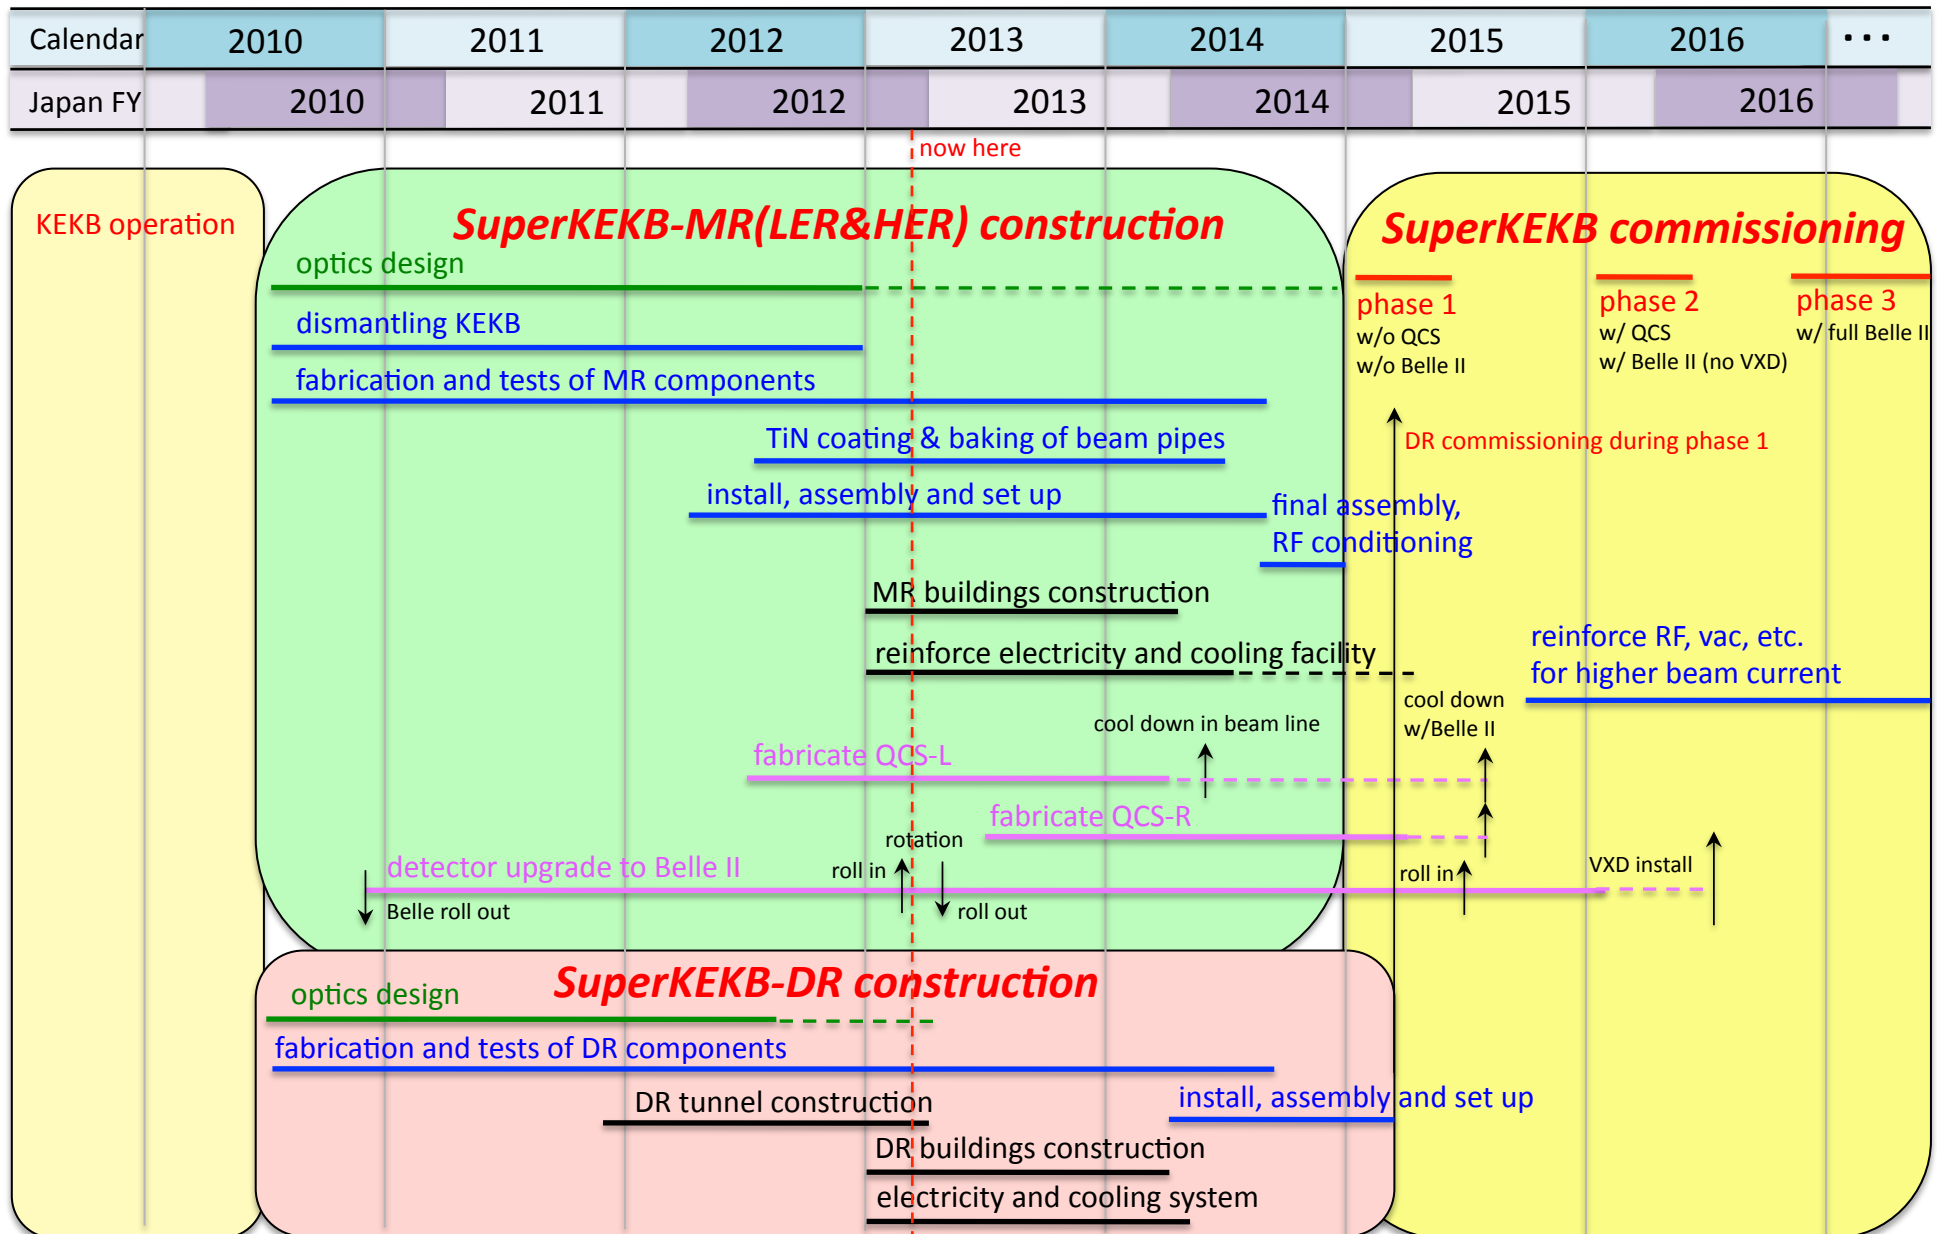 Calendar 2010 2011 2012 2013 2014 2015 2016 ...
Japan FY 2010 2011 2012 2013 2014 2015 2016
now here
KEKB operation
SuperKEKB-MR(LER&HER) construction
SuperKEKB commissioning
optics design
phase 1
w/o QCS
w/o Belle II
phase 2
w/ QCS
w/ Belle II (no VXD)
phase 3
w/ full Belle II
dismantling KEKB
fabrication and tests of MR components
TiN coating & baking of beam pipes
DR commissioning during phase 1
install, assembly and set up
final assembly,
RF conditioning
MR buildings construction
reinforce electricity and cooling facility
reinforce RF, vac, etc.
for higher beam current
cool down
w/Belle II
cool down in beam line
fabricate QCS-L
fabricate QCS-R
rotation
detector upgrade to Belle II
roll in
roll in
VXD install
Belle roll out
roll out
SuperKEKB-DR construction
optics design
fabrication and tests of DR components
install, assembly and set up
DR tunnel construction
DR buildings construction
electricity and cooling system